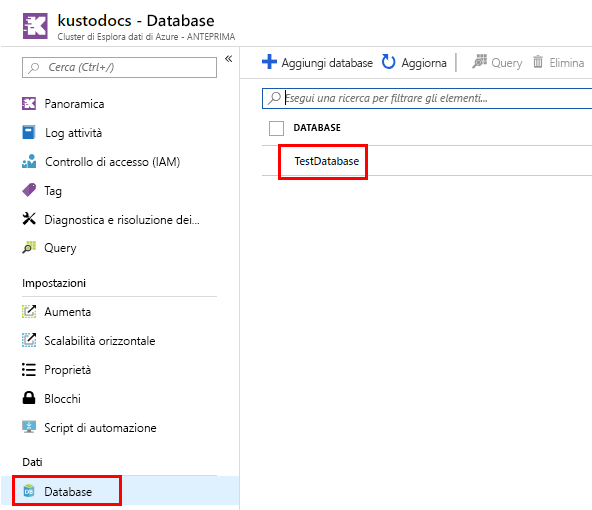 kustodocs - Database
Cluster di Esplora dati di Azure - ANTEPRIMA
Cerca (Ctrl+/)
«
Panoramica
Log attività
Controllo di accesso (IAM)
Tag
Diagnostica e risoluzione dei...
Query
Impostazioni
Aumenta
Scalabilità orizzontale
Proprietà
Blocchi
Script di automazione
Dati
Database
Aggiungi database
Aggiorna
Query
Elimina
Esegui una ricerca per filtrare gli elementi...
DATABASE
TestDatabase